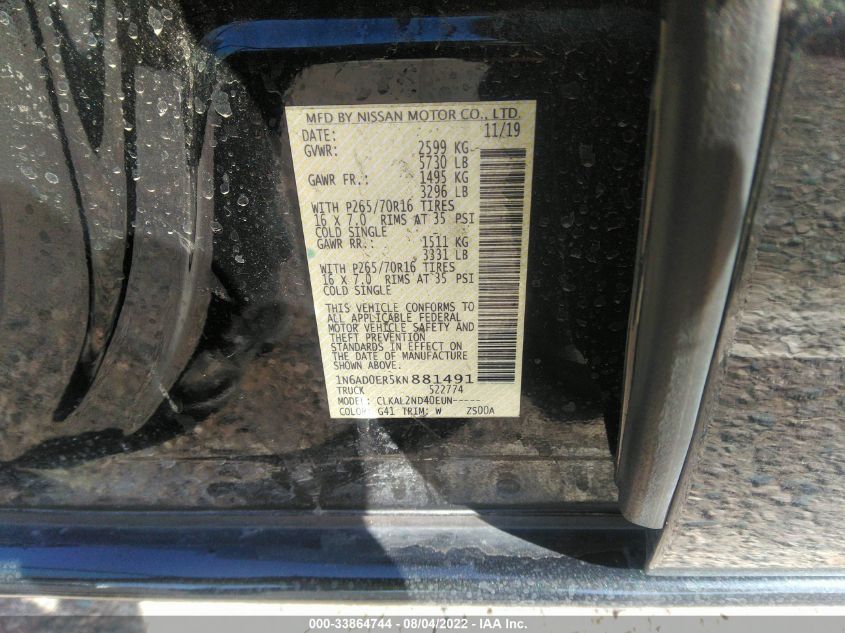 MFD BY NISSAN MOTOR CO., LTD.
DATE: 11/19
GVWR: 2599 KG
5730 LB
GAWR FR.: 1495 KG
3296 LB
WITH P265/70R16 TIRES
16 X 7.0 RIMS AT 35 PSI
COLD SINGLE
GAWR RR.: 1511 KG
3331 LB
WITH P265/70R16 TIRES
16 X 7.0 RIMS AT 35 PSI
COLD SINGLE
THIS VEHICLE CONFORMS TO
ALL APPLICABLE FEDERAL
MOTOR VEHICLE SAFETY AND
THEFT PREVENTION
STANDARDS IN EFFECT ON
THE DATE OF MANUFACTURE
SHOWN ABOVE.
1N6AD0ER5KN881491
TRUCK 522774
MODEL: CLKAL2ND40EUN-----
COLOR: G41 TRIM: W ZS00A
000-33864744 - 08/04/2022 - IAA Inc.